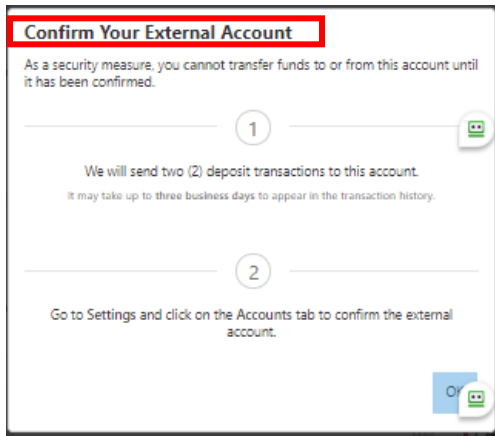 Confirm Your External Account
As a security measure, you cannot transfer funds to or from this account until
it has been confirmed.
1
We will send two (2) deposit transactions to this account.
It may take up to three business days to appear in the transaction history.
2
Go to Settings and click on the Accounts tab to confirm the external
account.